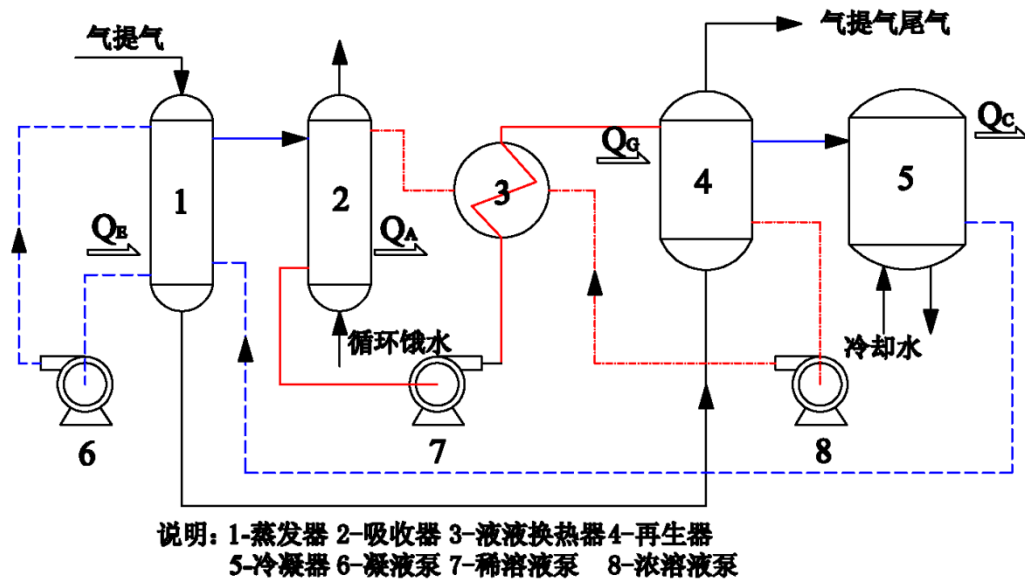 气提气
气提气尾气
1
2
3
4
5
QE
QA
QG
QC
循环饿水
冷却水
6
7
8
说明：1-蒸发器 2-吸收器 3-液液换热器4-再生器
5-冷凝器 6-凝液泵 7-稀溶液泵 8-浓溶液泵